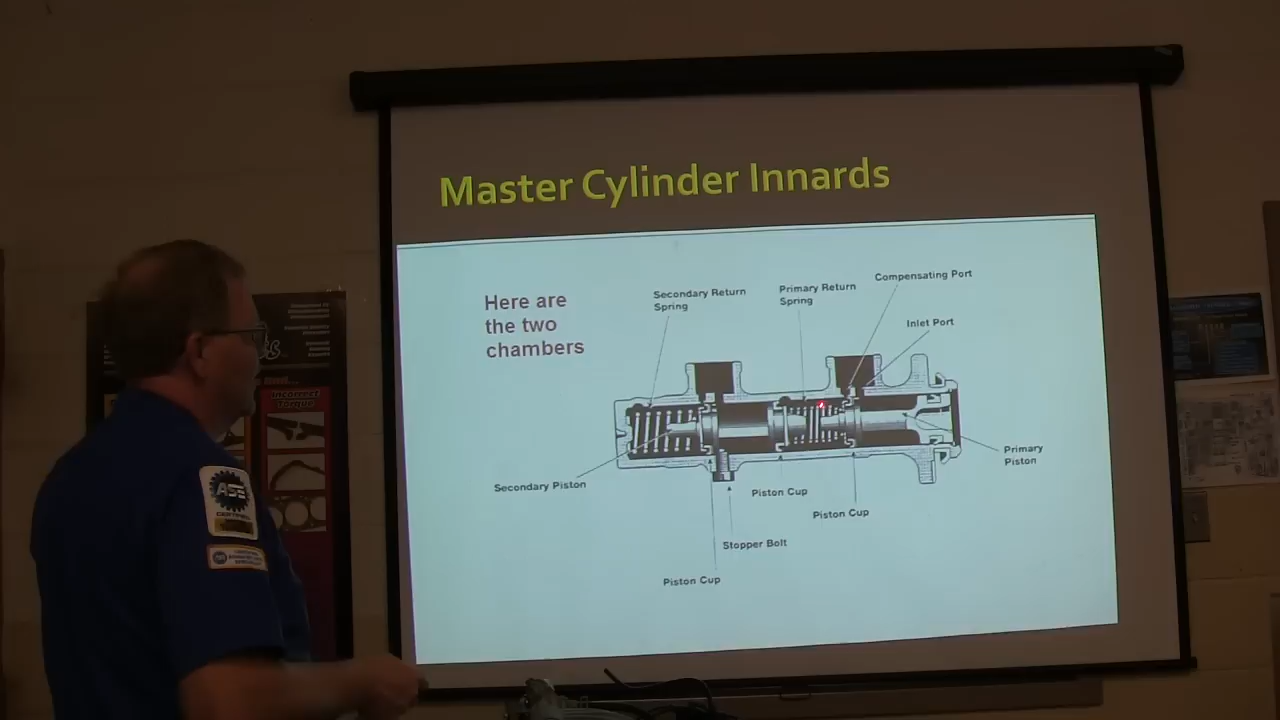 Master Cylinder Innards
Here are
the two
chambers
Secondary Return
Spring
Primary Return
Spring
Compensating Port
Inlet Port
Primary
Piston
Secondary Piston
Piston Cup
Piston Cup
Stopper Bolt
Piston Cup
ASE
CERTIFIED
Incorrect
Torque